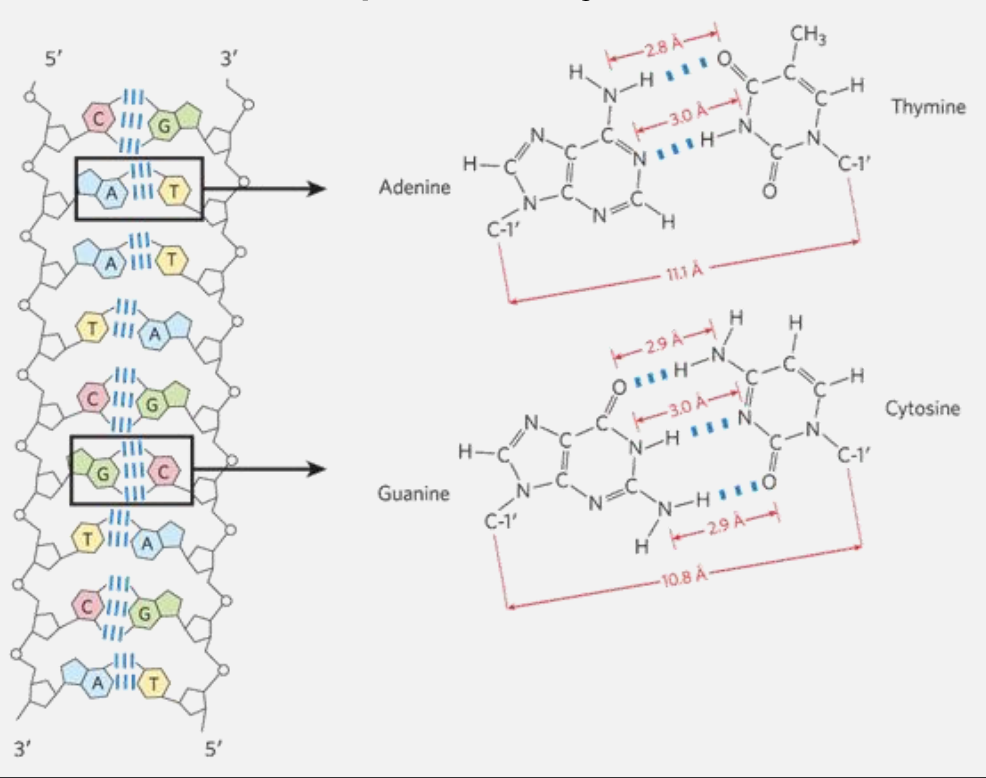 5′ 3′
C G
A T
A T
T A
C G
G C
T A
C G
A T
3′ 5′
CH₃
2.8 Å
H N H O
3.0 Å
C C C H
Thymine
N C C N H N N
H C C C C-1′
Adenine
N C N C H O
C-1′
11.1 Å
H H
2.9 Å
N C
O H C C H
3.0 Å
Cytosine
N C C N H N N
H C C C C-1′
Guanine
N C N C N H O
C-1′ H
2.9 Å
10.8 Å